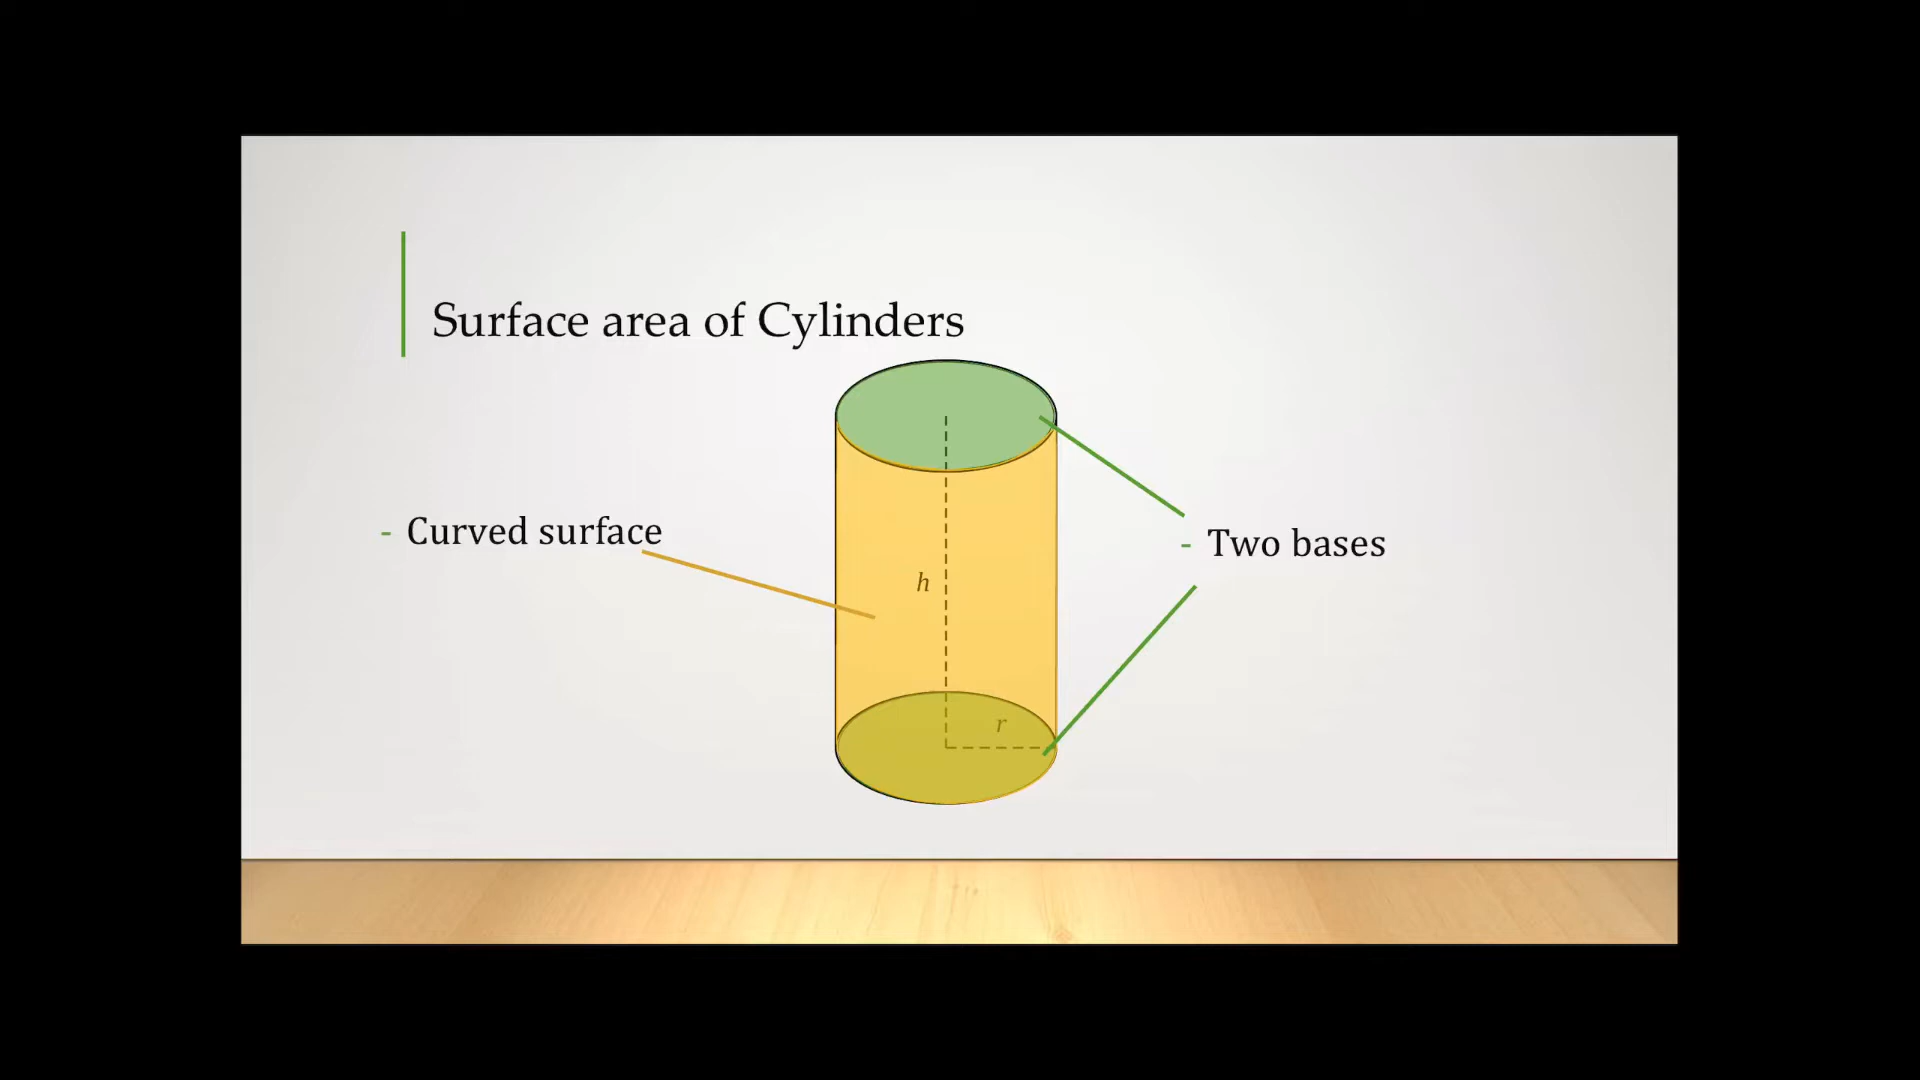 Surface area of Cylinders
- Curved surface
- Two bases
h
r